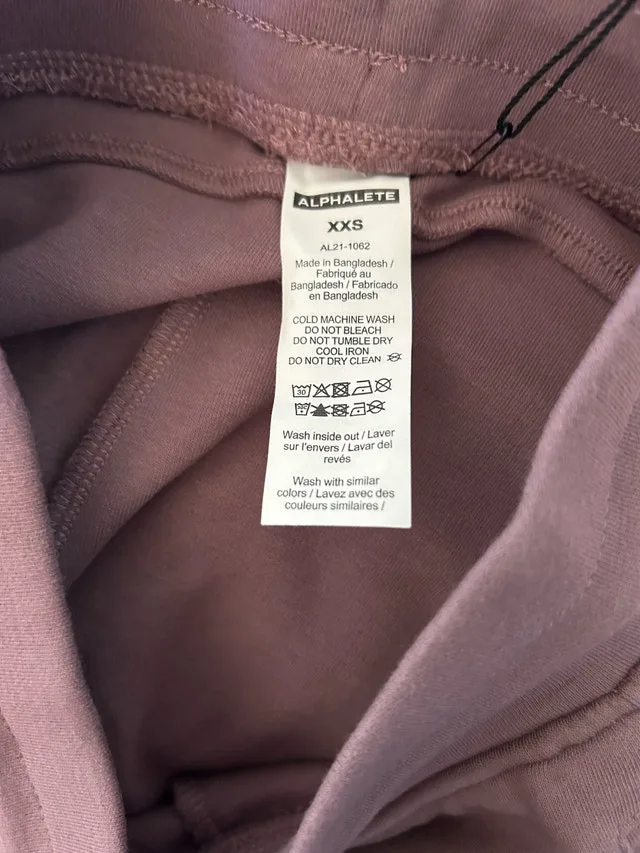 ALPHALETE
XXS
AL21-1062
Made in Bangladesh /
Fabriqué au
Bangladesh / Fabricado
en Bangladesh
COLD MACHINE WASH
DO NOT BLEACH
DO NOT TUMBLE DRY
COOL IRON
DO NOT DRY CLEAN
30
Wash inside out / Laver
sur l'envers / Lavar del
revés
Wash with similar
colors / Lavez avec des
couleurs similaires /